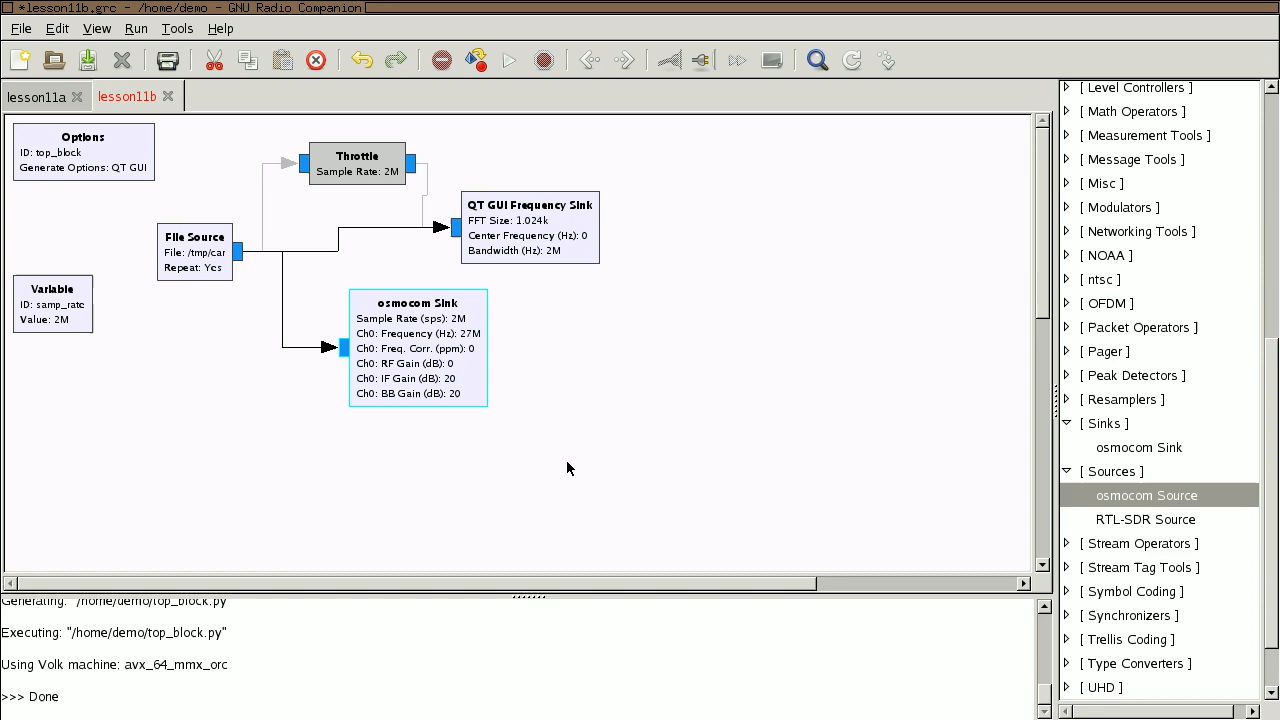 *lesson11b.grc - /home/demo - GNU Radio Companion
File Edit View Run Tools Help
lesson11a lesson11b
Options
ID: top_block
Generate Options: QT GUI
Throttle
Sample Rate: 2M
QT GUI Frequency Sink
FFT Size: 1.024k
Center Frequency (Hz): 0
Bandwidth (Hz): 2M
File Source
File: /tmp/car
Repeat: Yes
Variable
ID: samp_rate
Value: 2M
osmocom Sink
Sample Rate (sps): 2M
Ch0: Frequency (Hz): 27M
Ch0: Freq. Corr. (ppm): 0
Ch0: RF Gain (dB): 0
Ch0: IF Gain (dB): 20
Ch0: BB Gain (dB): 20
[ Level Controllers ]
[ Math Operators ]
[ Measurement Tools ]
[ Message Tools ]
[ Misc ]
[ Modulators ]
[ Networking Tools ]
[ NOAA ]
[ ntsc ]
[ OFDM ]
[ Packet Operators ]
[ Pager ]
[ Peak Detectors ]
[ Resamplers ]
[ Sinks ]
osmocom Sink
[ Sources ]
osmocom Source
RTL-SDR Source
[ Stream Operators ]
[ Stream Tag Tools ]
[ Symbol Coding ]
[ Synchronizers ]
[ Trellis Coding ]
[ Type Converters ]
[ UHD ]
Generating: "/home/demo/top_block.py"
Executing: "/home/demo/top_block.py"
Using Volk machine: avx_64_mmx_orc
>>> Done